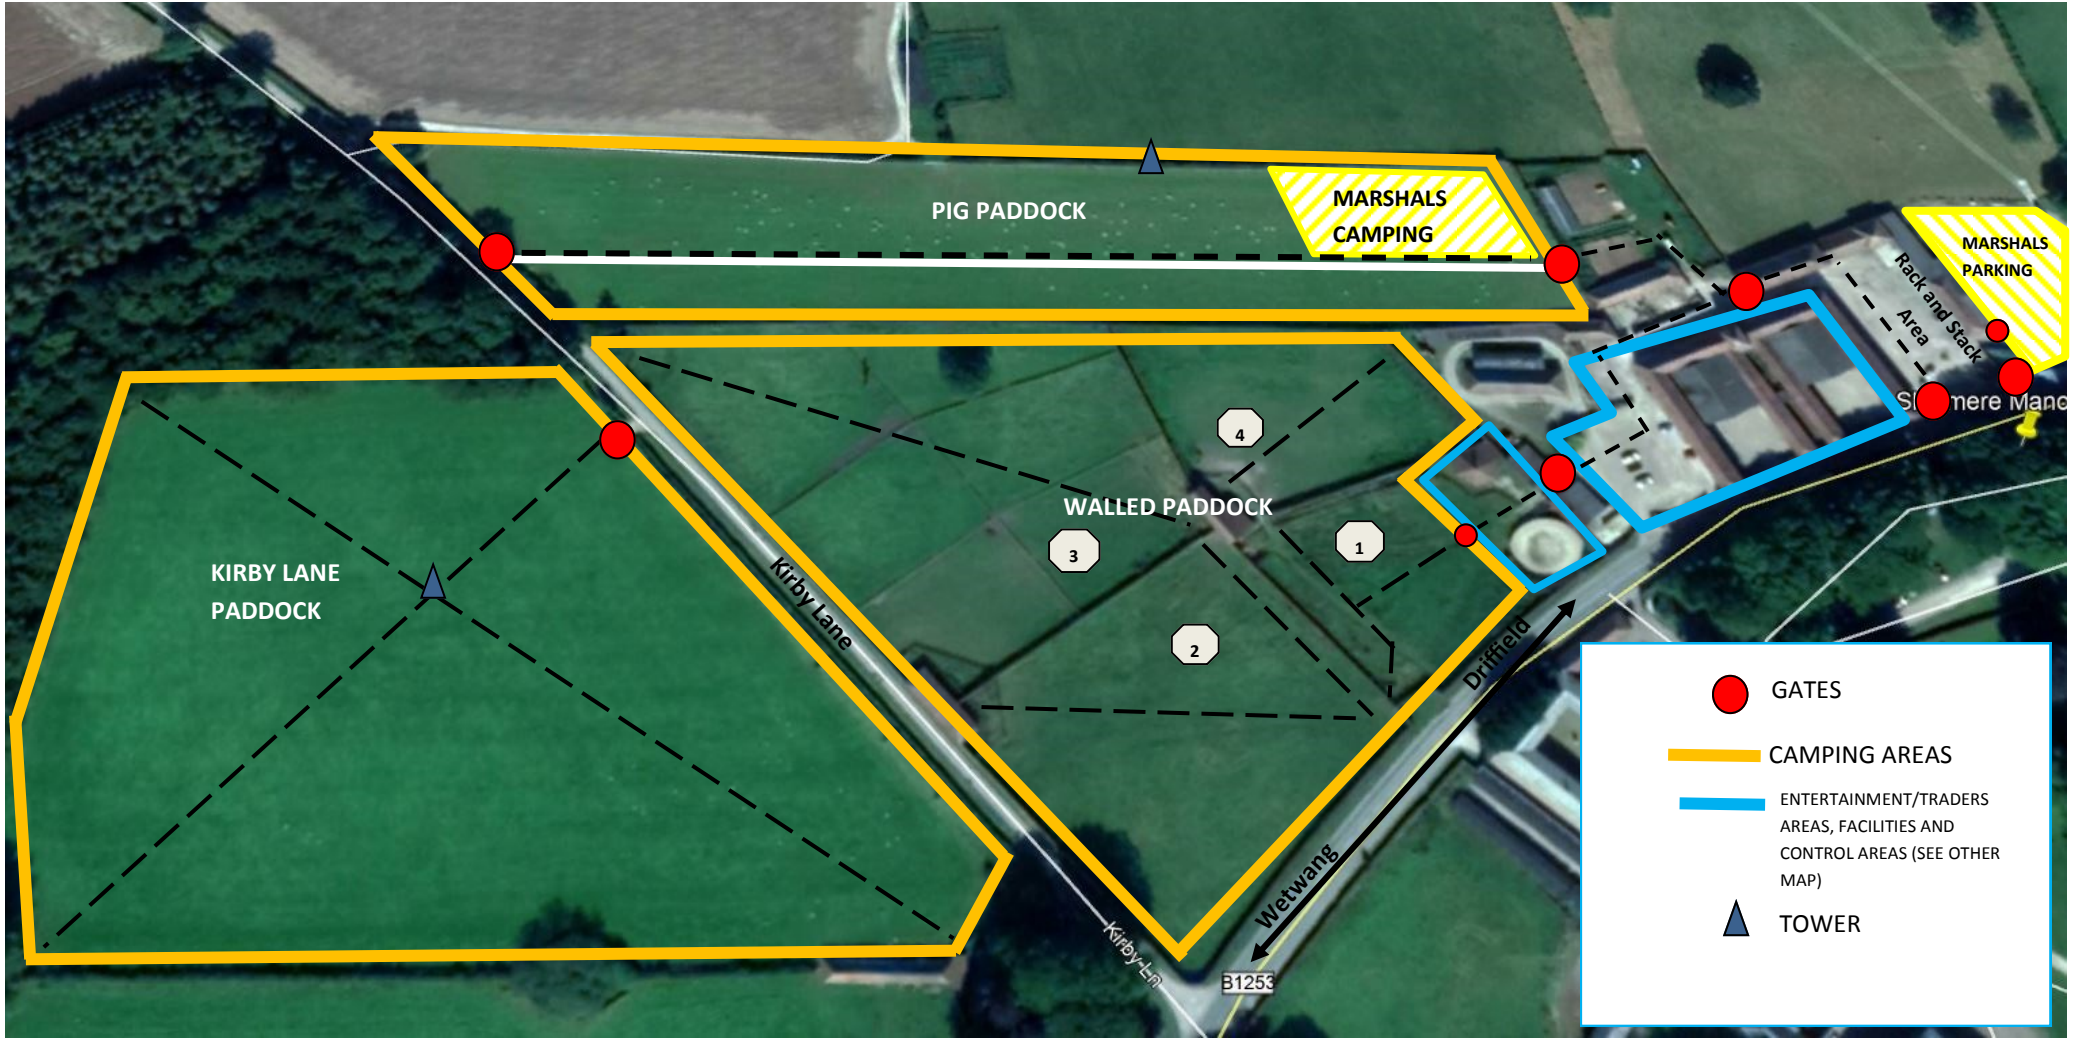 PIG PADDOCK
MARSHALS
CAMPING
MARSHALS
PARKING
Rack and Stack
Area
4
WALLED PADDOCK
3
1
2
KIRBY LANE
PADDOCK
Kirby Lane
Driffield
Wetwang
Kirby Ln
B1253
GATES
CAMPING AREAS
ENTERTAINMENT/TRADERS
AREAS, FACILITIES AND
CONTROL AREAS (SEE OTHER
MAP)
TOWER